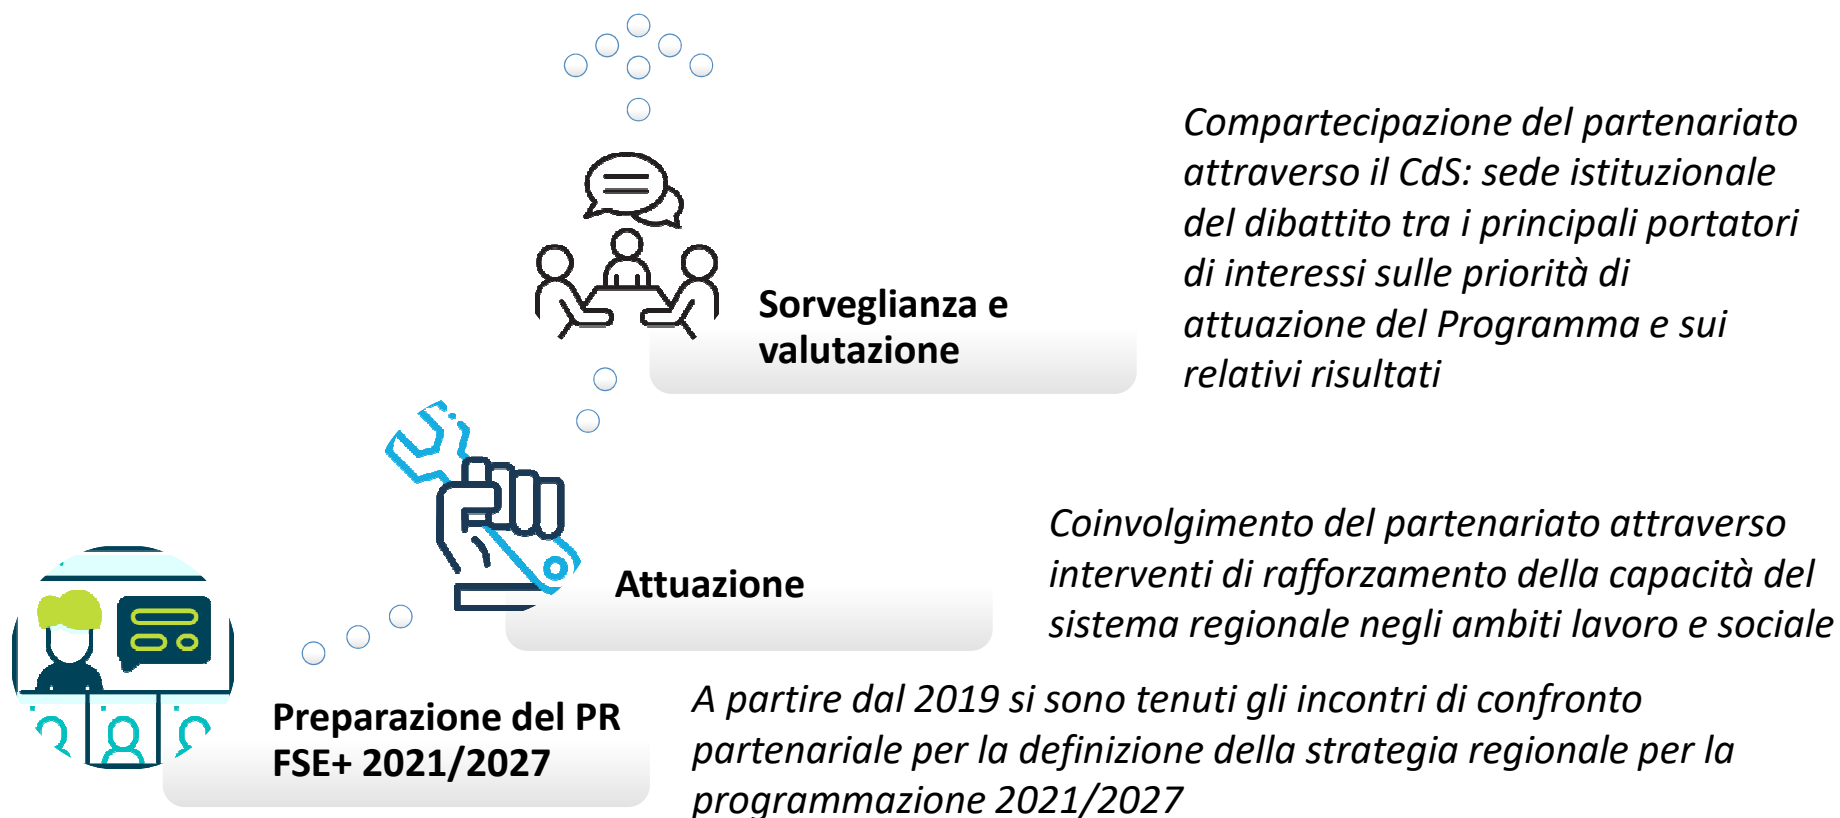 Compartecipazione del partenariato
attraverso il CdS: sede istituzionale
del dibattito tra i principali portatori
di interessi sulle priorità di
attuazione del Programma e sui
relativi risultati
Sorveglianza e
valutazione
Coinvolgimento del partenariato attraverso
interventi di rafforzamento della capacità del
sistema regionale negli ambiti lavoro e sociale
Attuazione
A partire dal 2019 si sono tenuti gli incontri di confronto
partenariale per la definizione della strategia regionale per la
programmazione 2021/2027
Preparazione del PR
FSE+ 2021/2027